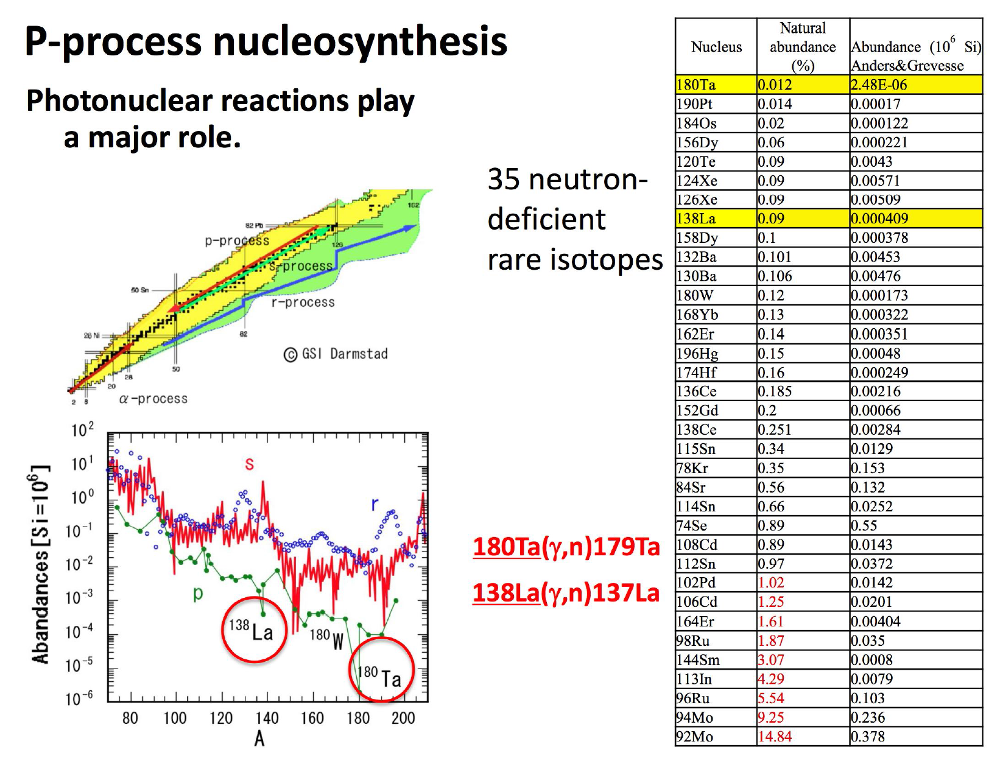 P-process nucleosynthesis
Photonuclear reactions play
a major role.
162
82 Pb
p-process
126
s-process
50 Sn
r-process
28 Ni
82
© GSI Darmstad
50
28
20
2 8
α-process
35 neutron-
deficient
rare isotopes
Abandances [Si=10⁶]
10²
10¹
10⁰
10⁻¹
10⁻²
10⁻³
10⁻⁴
10⁻⁵
10⁻⁶
s
r
p
¹³⁸La
¹⁸⁰W
¹⁸⁰Ta
80 100 120 140 160 180 200
A
180Ta(γ,n)179Ta
138La(γ,n)137La
Nucleus Natural abundance (%) Abundance (10⁶ Si) Anders&Grevesse
180Ta 0.012 2.48E-06
190Pt 0.014 0.00017
184Os 0.02 0.000122
156Dy 0.06 0.000221
120Te 0.09 0.0043
124Xe 0.09 0.00571
126Xe 0.09 0.00509
138La 0.09 0.000409
158Dy 0.1 0.000378
132Ba 0.101 0.00453
130Ba 0.106 0.00476
180W 0.12 0.000173
168Yb 0.13 0.000322
162Er 0.14 0.000351
196Hg 0.15 0.00048
174Hf 0.16 0.000249
136Ce 0.185 0.00216
152Gd 0.2 0.00066
138Ce 0.251 0.00284
115Sn 0.34 0.0129
78Kr 0.35 0.153
84Sr 0.56 0.132
114Sn 0.66 0.0252
74Se 0.89 0.55
108Cd 0.89 0.0143
112Sn 0.97 0.0372
102Pd 1.02 0.0142
106Cd 1.25 0.0201
164Er 1.61 0.00404
98Ru 1.87 0.035
144Sm 3.07 0.0008
113In 4.29 0.0079
96Ru 5.54 0.103
94Mo 9.25 0.236
92Mo 14.84 0.378